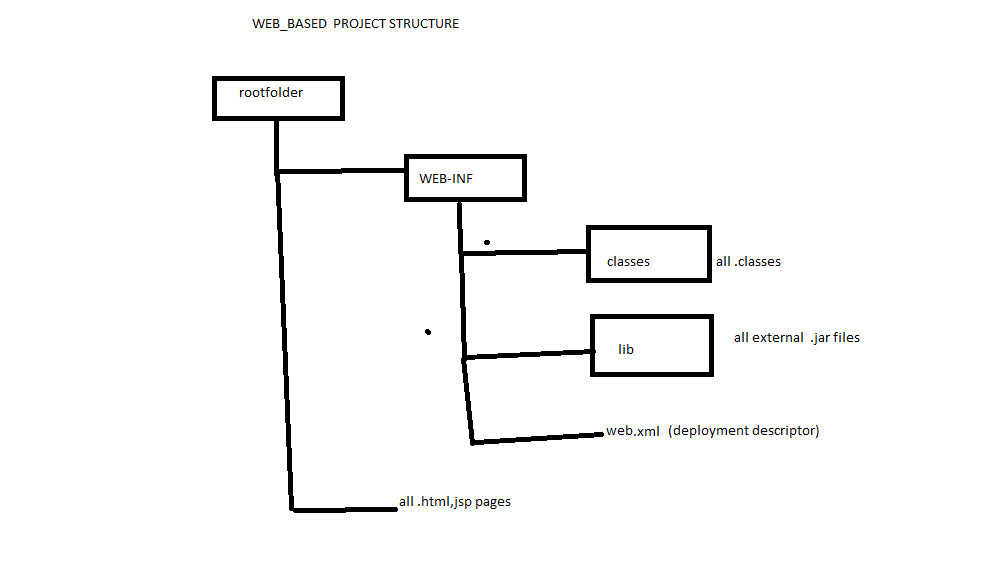 WEB_BASED PROJECT STRUCTURE
rootfolder
WEB-INF
classes
all .classes
all external .jar files
lib
web.xml (deployment descriptor)
all .html,jsp pages